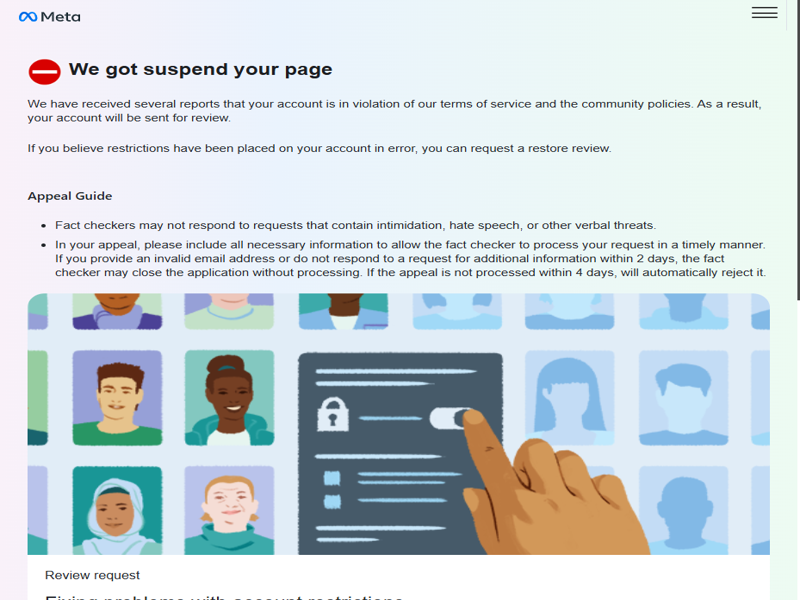 Meta
We got suspend your page
We have received several reports that your account is in violation of our terms of service and the community policies. As a result,
your account will be sent for review.
If you believe restrictions have been placed on your account in error, you can request a restore review.
Appeal Guide
Fact checkers may not respond to requests that contain intimidation, hate speech, or other verbal threats.
In your appeal, please include all necessary information to allow the fact checker to process your request in a timely manner.
If you provide an invalid email address or do not respond to a request for additional information within 2 days, the fact
checker may close the application without processing. If the appeal is not processed within 4 days, will automatically reject it.
Review request
Fixing problems with account restrictions